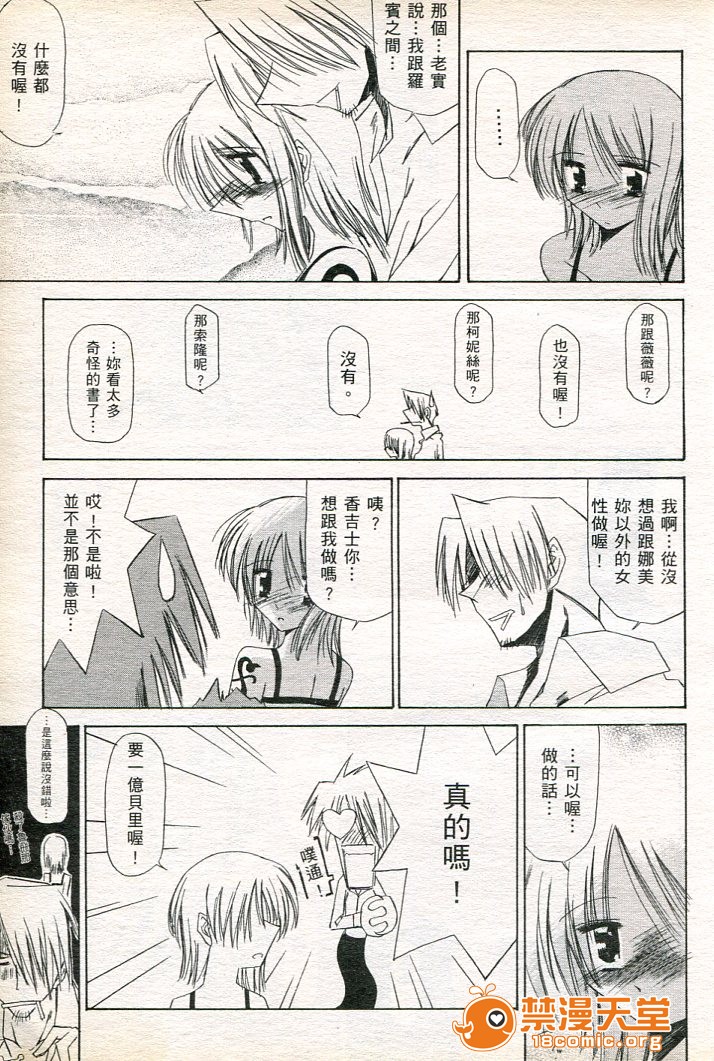 ……
那個…老實
說…我跟羅
賓之間…
什麼都
沒有喔！
那跟薇薇呢？
也沒有喔！
那柯妮絲呢？
沒有。
那索隆呢？
…妳看太多
奇怪的書了…
我啊…從沒
想過跟娜美
妳以外的女
性做喔！
咦？
香吉士你…
想跟我做嗎？
哎！不是啦！
並不是那個意思…
…可以喔…
做的話…
真的嗎！
噗通！
要一億貝里喔！
…是這麼說沒錯啦…
禁漫天堂
18comic.org